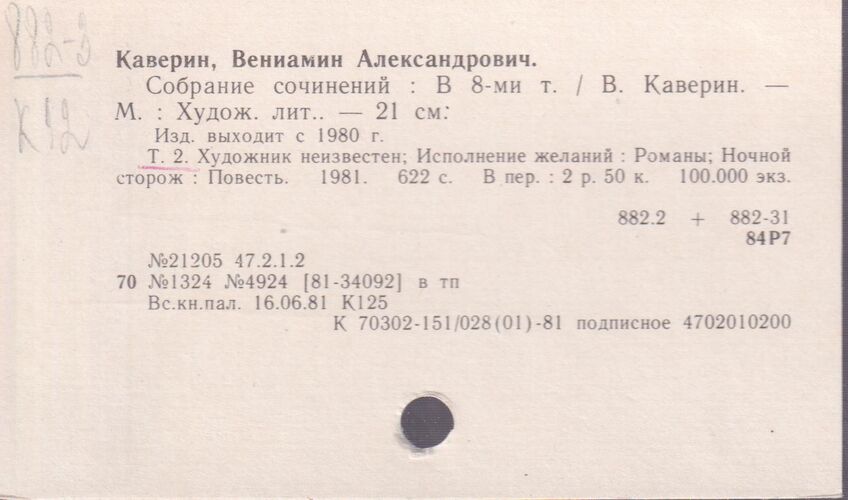 882-3
К12
Каверин, Вениамин Александрович.
Собрание сочинений : В 8-ми т. / В. Каверин. —
М. : Худож. лит.. — 21 см.
Изд. выходит с 1980 г.
Т. 2. Художник неизвестен; Исполнение желаний : Романы; Ночной
сторож : Повесть. 1981. 622 с. В пер. : 2 р. 50 к. 100.000 экз.
882.2 + 882-31
84Р7
№21205 47.2.1.2
70 №1324 №4924 [81-34092] в тп
Вс.кн.пал. 16.06.81 К125
К 70302-151/028(01)-81 подписное 4702010200